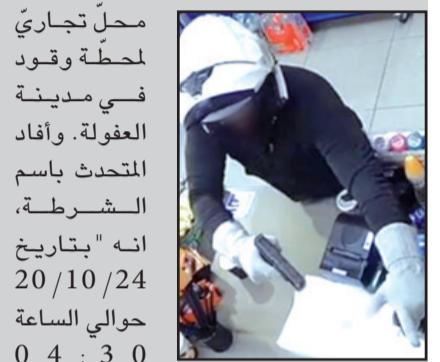 محلّ تجاريّ
لمحطّة وقود
في مدينة
العفولة. وأفاد
المتحدث باسم
الشرطة،
انه "بتاريخ
20/10/24
حوالي الساعة
04:30